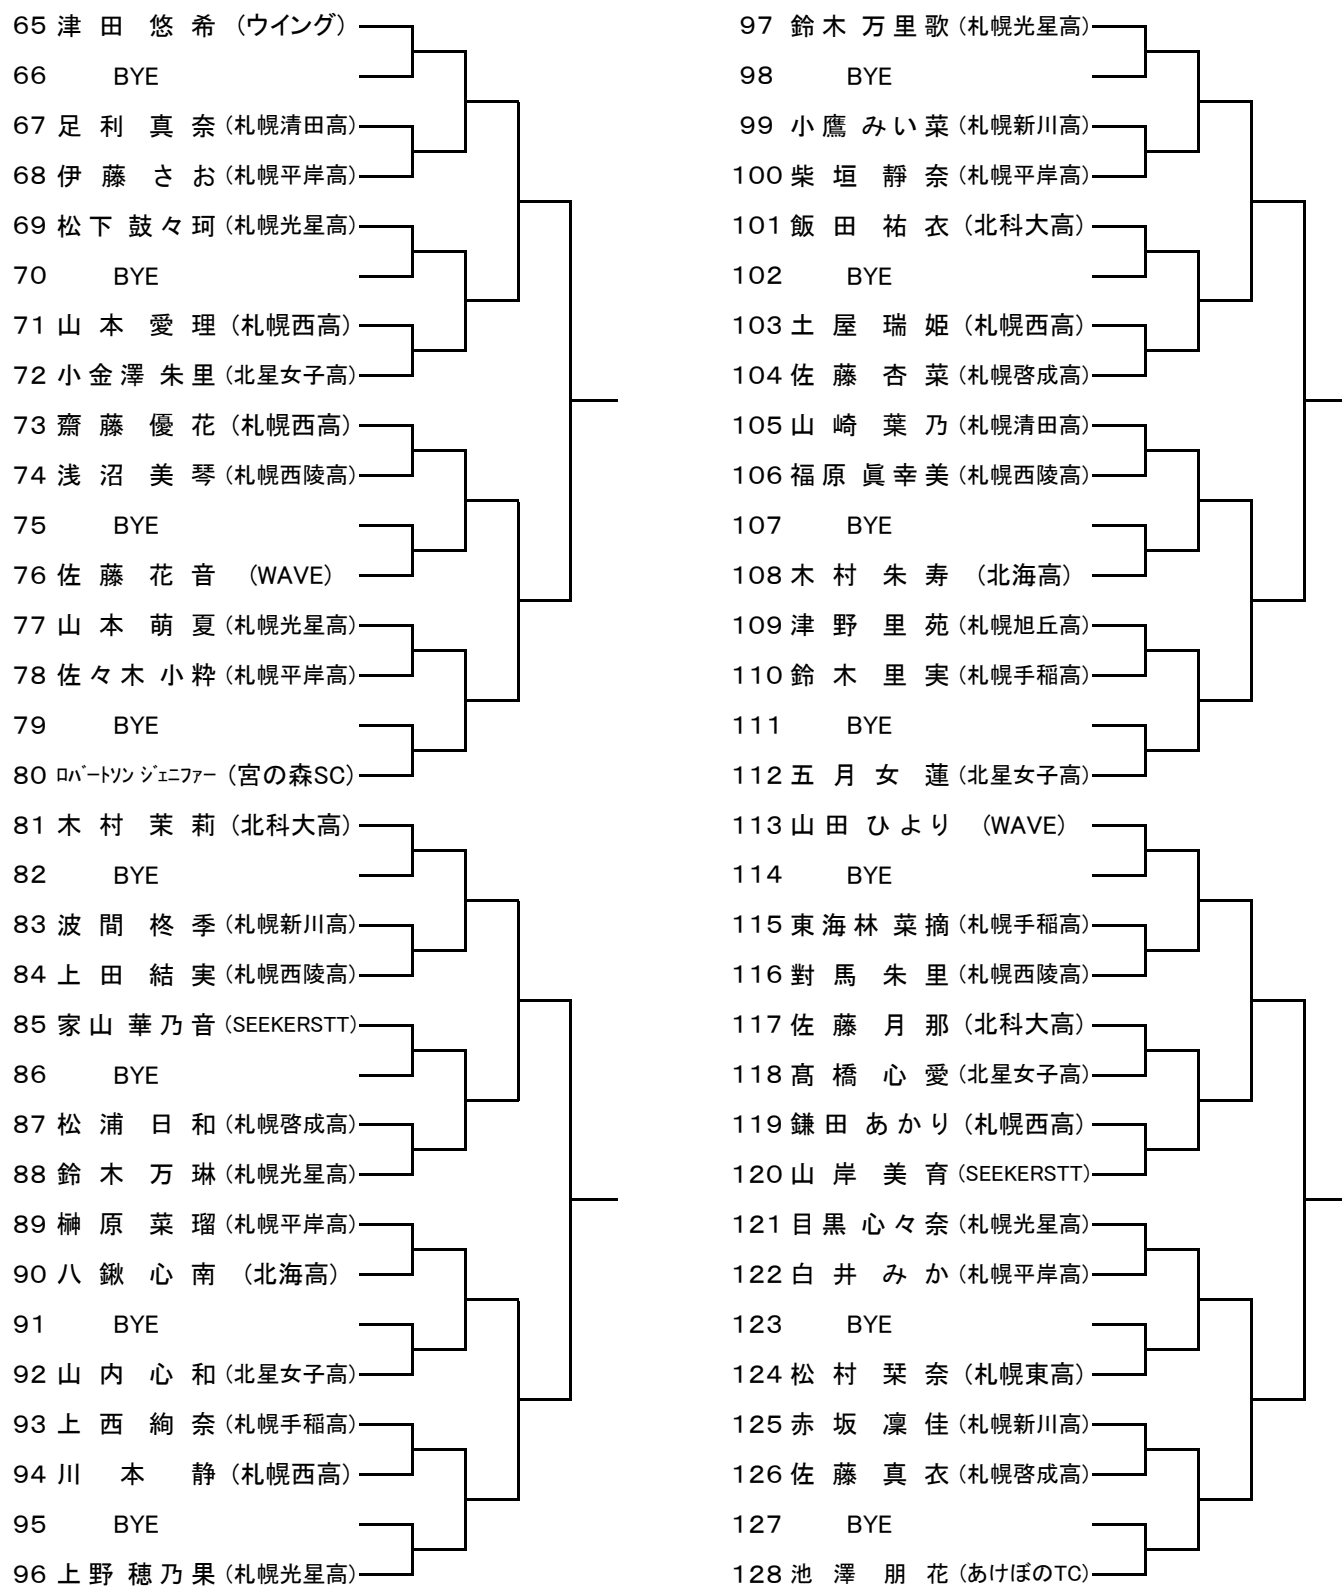 65 津田 悠希 (ウイング)
66 BYE
67 足利 真奈 (札幌清田高)
68 伊藤 さお (札幌平岸高)
69 松下 鼓々珂 (札幌光星高)
70 BYE
71 山本 愛理 (札幌西高)
72 小金澤 朱里 (北星女子高)
73 齋藤 優花 (札幌西高)
74 浅沼 美琴 (札幌西陵高)
75 BYE
76 佐藤 花音 (WAVE)
77 山本 萌夏 (札幌光星高)
78 佐々木 小粋 (札幌平岸高)
79 BYE
80 ロバートソン ジェニファー (宮の森SC)
81 木村 茉莉 (北科大高)
82 BYE
83 波間 柊季 (札幌新川高)
84 上田 結実 (札幌西陵高)
85 家山 華乃音 (SEEKERSTT)
86 BYE
87 松浦 日和 (札幌啓成高)
88 鈴木 万琳 (札幌光星高)
89 榊原 菜瑠 (札幌平岸高)
90 八鍬 心南 (北海高)
91 BYE
92 山内 心和 (北星女子高)
93 上西 絢奈 (札幌手稲高)
94 川本 静 (札幌西高)
95 BYE
96 上野 穂乃果 (札幌光星高)
97 鈴木 万里歌 (札幌光星高)
98 BYE
99 小鷹 みい菜 (札幌新川高)
100 柴垣 靜奈 (札幌平岸高)
101 飯田 祐衣 (北科大高)
102 BYE
103 土屋 瑞姫 (札幌西高)
104 佐藤 杏菜 (札幌啓成高)
105 山崎 葉乃 (札幌清田高)
106 福原 眞幸美 (札幌西陵高)
107 BYE
108 木村 朱寿 (北海高)
109 津野 里苑 (札幌旭丘高)
110 鈴木 里実 (札幌手稲高)
111 BYE
112 五月女 蓮 (北星女子高)
113 山田 ひより (WAVE)
114 BYE
115 東海林 菜摘 (札幌手稲高)
116 對馬 朱里 (札幌西陵高)
117 佐藤 月那 (北科大高)
118 髙橋 心愛 (北星女子高)
119 鎌田 あかり (札幌西高)
120 山岸 美育 (SEEKERSTT)
121 目黒 心々奈 (札幌光星高)
122 白井 みか (札幌平岸高)
123 BYE
124 松村 栞奈 (札幌東高)
125 赤坂 凜佳 (札幌新川高)
126 佐藤 真衣 (札幌啓成高)
127 BYE
128 池澤 朋花 (あけぼのTC)